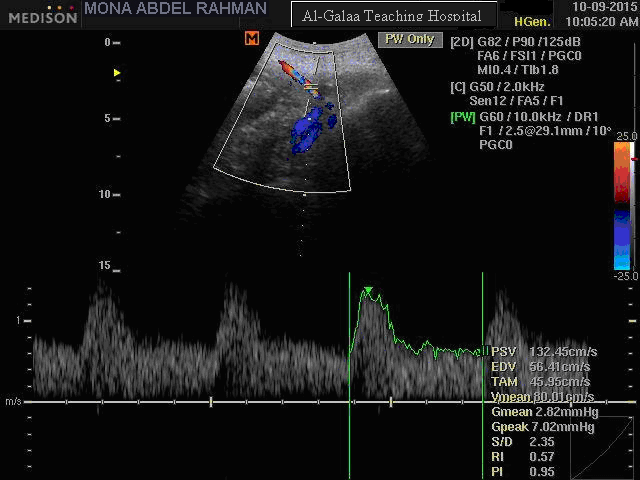 MEDISON
MONA ABDEL RAHMAN
Al-Galaa Teaching Hospital
HGen.
10-09-2015
10:05:20 AM
M
PW Only
[2D] G82 / P90 /125dB
FA6 / FSI1 / PGC0
MI0.4 / TIb1.8
[C] G50 / 2.0kHz
Sen12 / FA5 / F1
[PW] G60 / 10.0kHz / DR1
F1 / 2.5@29.1mm / 10°
PGC0
0
5
10
15
25.0
-25.0
1
m/s
PSV 132.45cm/s
EDV 56.41cm/s
TAM 45.95cm/s
Vmean 80.01cm/s
Gmean 2.82mmHg
Gpeak 7.02mmHg
S/D 2.35
RI 0.57
PI 0.95